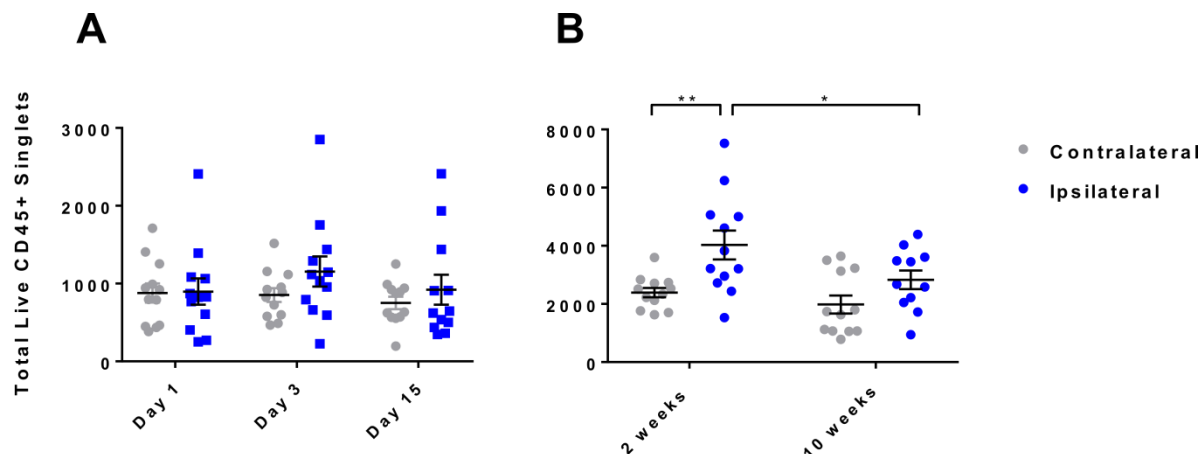 A
B
Total Live CD45+ Singlets
3000
2000
1000
0
Day 1
Day 3
Day 15
**
*
8000
6000
4000
2000
0
2 weeks
10 weeks
Contralateral
Ipsilateral